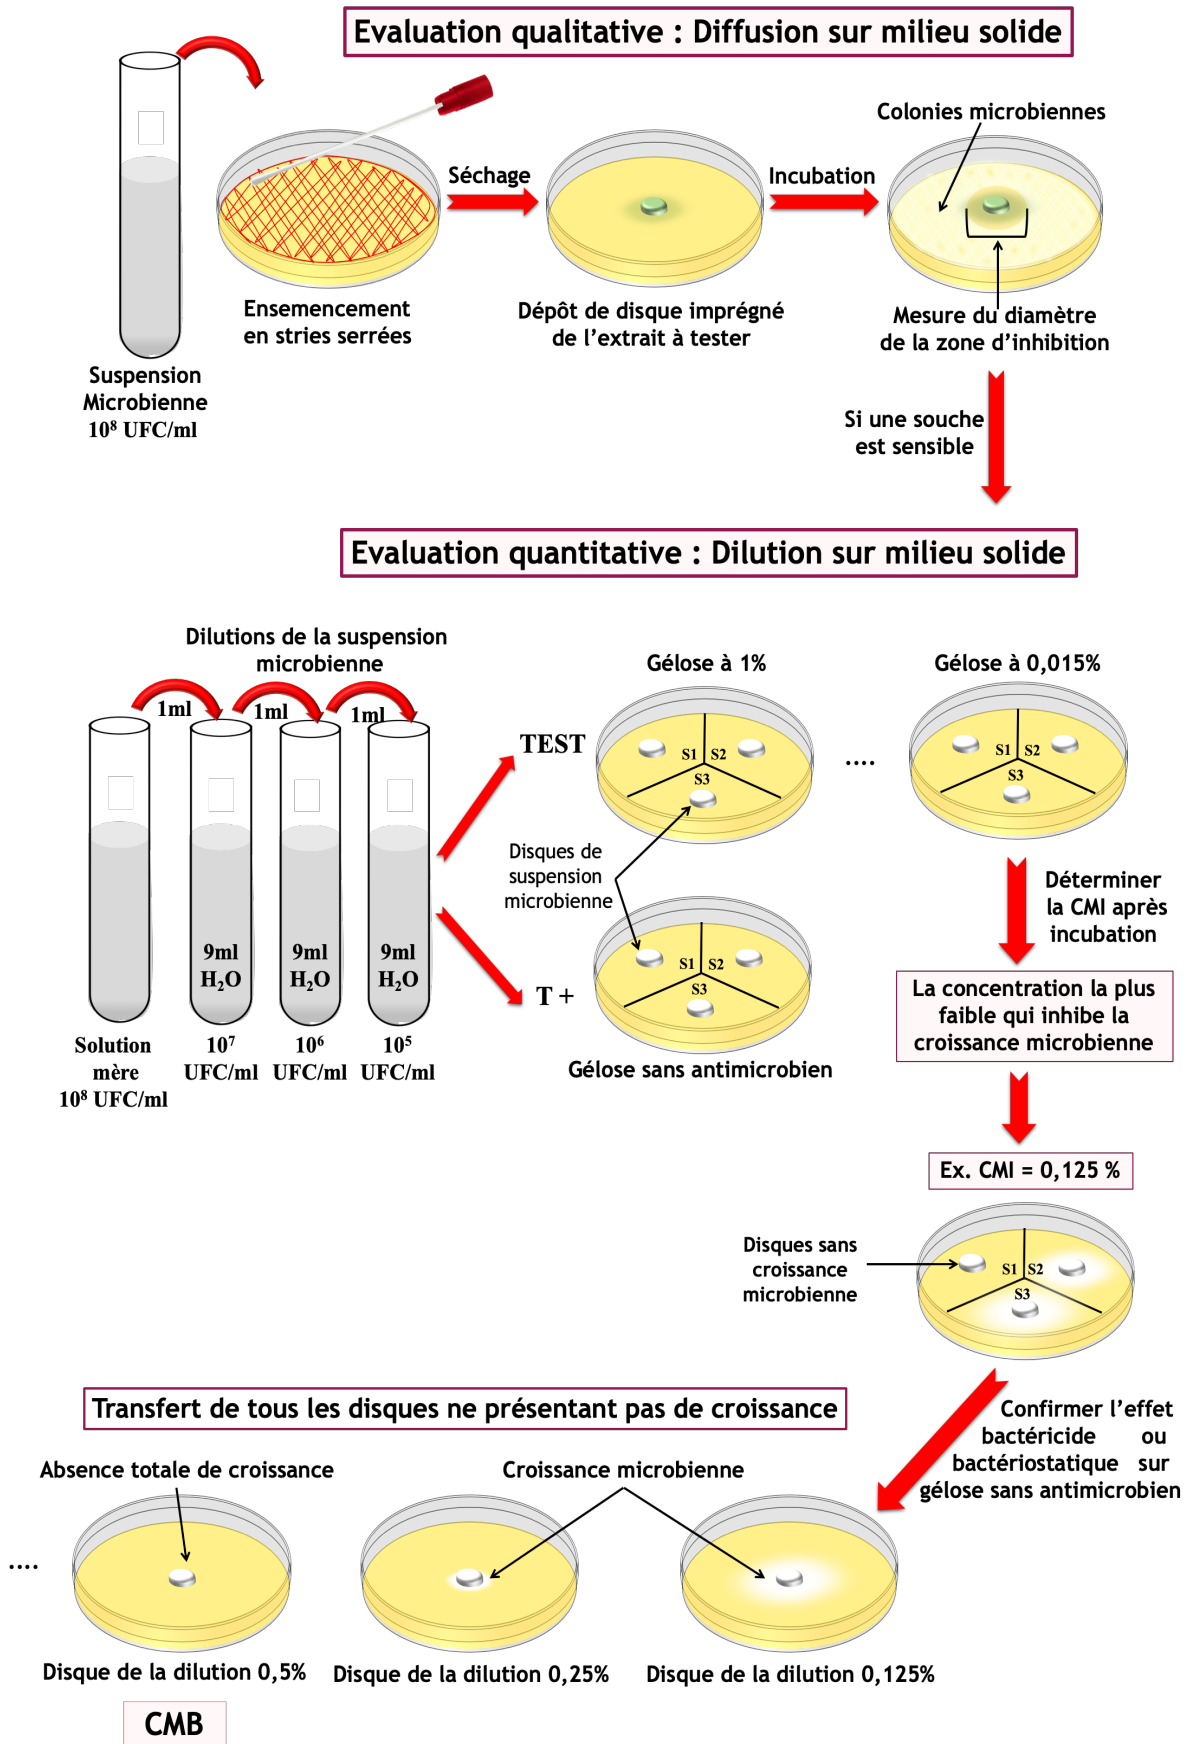 Evaluation qualitative : Diffusion sur milieu solide
Colonies microbiennes
Séchage
Incubation
Ensemencement
en stries serrées
Dépôt de disque imprégné
de l'extrait à tester
Mesure du diamètre
de la zone d'inhibition
Suspension
Microbienne
10⁸ UFC/ml
Si une souche
est sensible
Evaluation quantitative : Dilution sur milieu solide
Dilutions de la suspension
microbienne
1ml
1ml
1ml
Gélose à 1%
Gélose à 0,015%
TEST
S1 S2
S3
....
S1 S2
S3
Disques de
suspension
microbienne
Déterminer
la CMI après
incubation
9ml
H₂O
9ml
H₂O
9ml
H₂O
T +
S1 S2
S3
La concentration la plus
faible qui inhibe la
croissance microbienne
Solution
mère
10⁸ UFC/ml
10⁷
UFC/ml
10⁶
UFC/ml
10⁵
UFC/ml
Gélose sans antimicrobien
Ex. CMI = 0,125 %
Disques sans
croissance
microbienne
S1 S2
S3
Transfert de tous les disques ne présentant pas de croissance
Confirmer l'effet
bactéricide ou
bactériostatique sur
gélose sans antimicrobien
Absence totale de croissance
Croissance microbienne
....
Disque de la dilution 0,5%
Disque de la dilution 0,25%
Disque de la dilution 0,125%
CMB